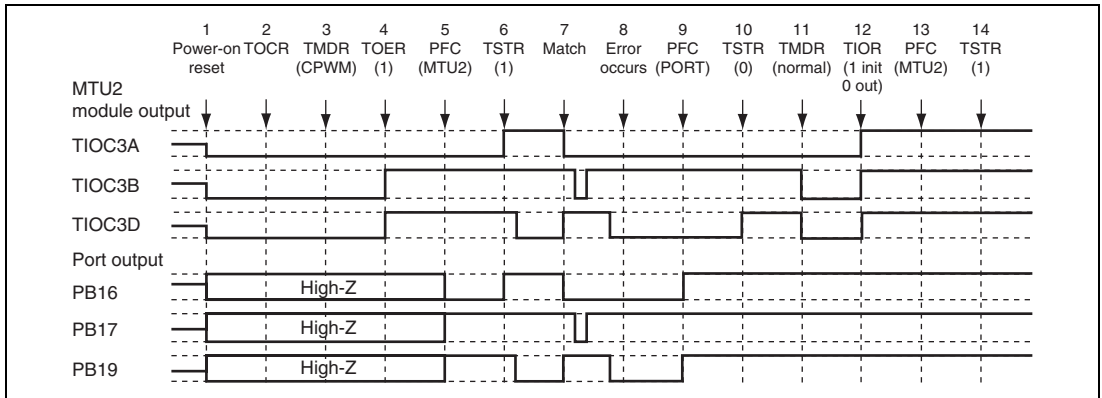 1 2 3 4 5 6 7 8 9 10 11 12 13 14
Power-on TOCR TMDR TOER PFC TSTR Match Error PFC TSTR TMDR TIOR PFC TSTR
reset (CPWM) (1) (MTU2) (1) occurs (PORT) (0) (normal) (1 init (MTU2) (1)
0 out)
MTU2
module output
TIOC3A
TIOC3B
TIOC3D
Port output
PB16 High-Z
PB17 High-Z
PB19 High-Z